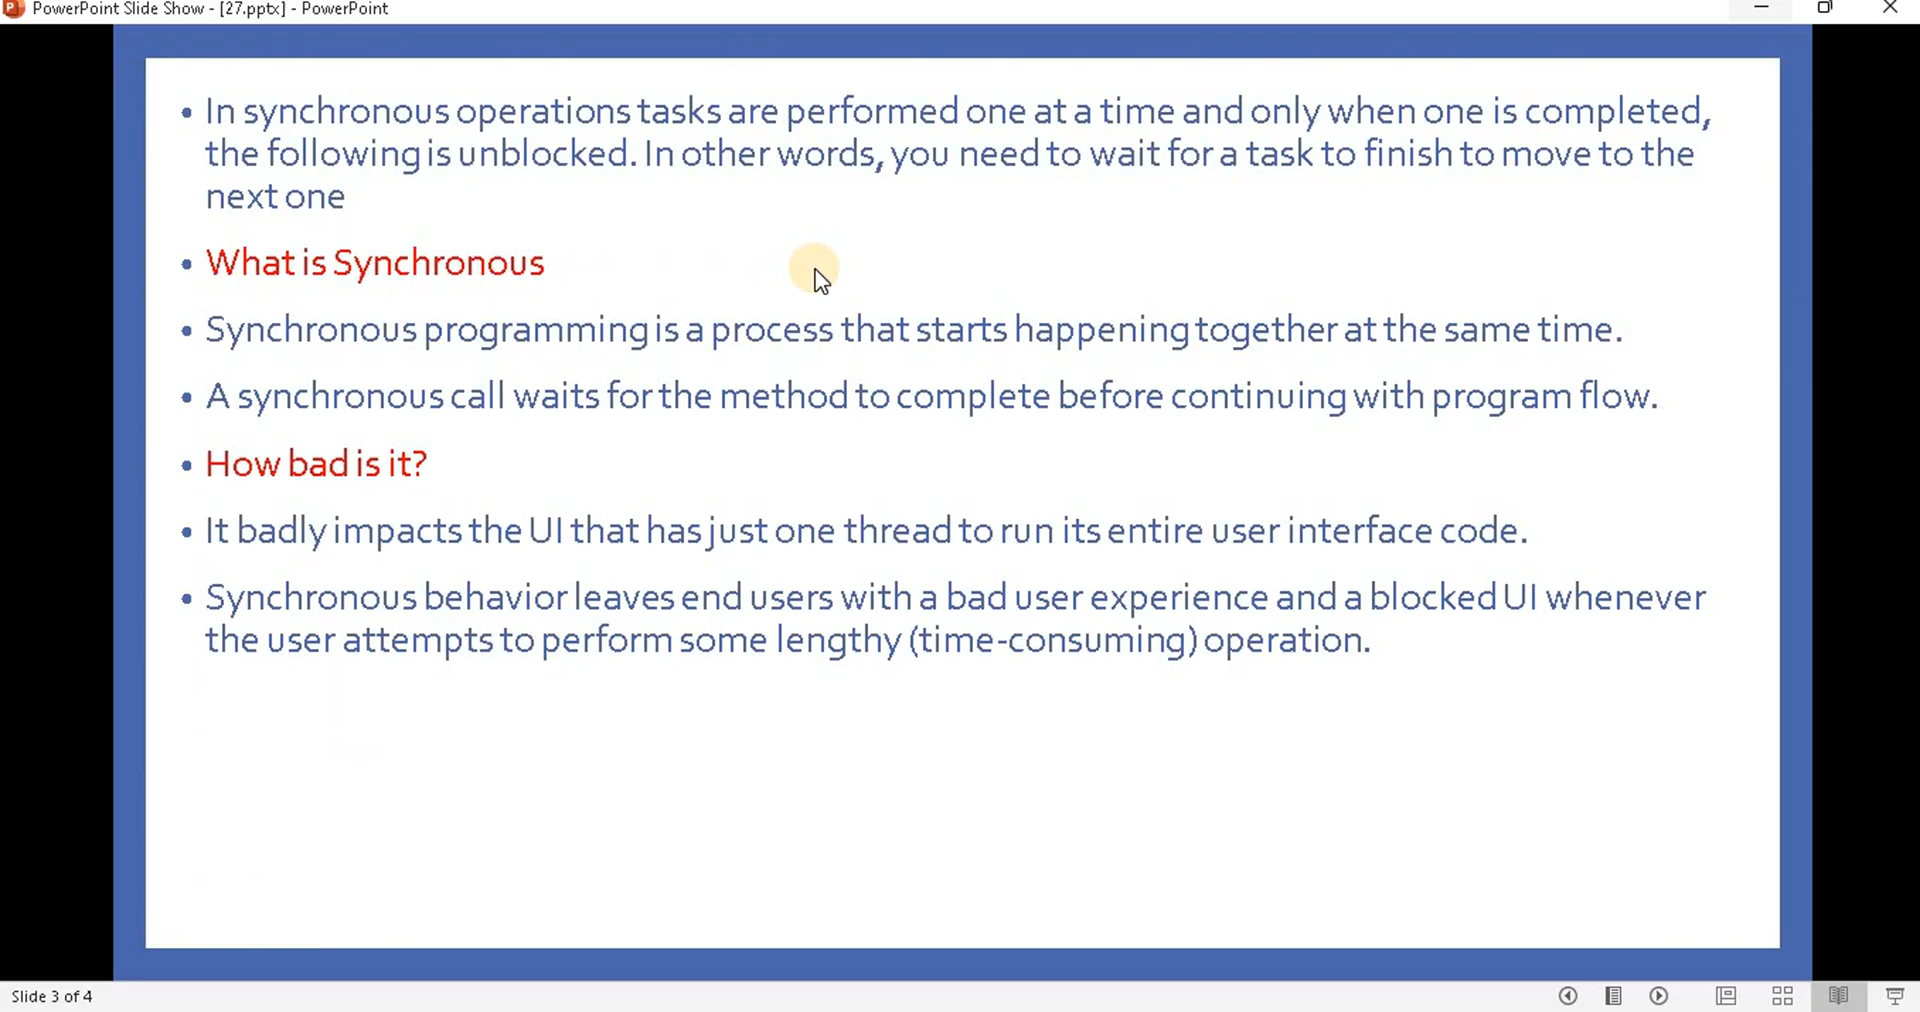 PowerPoint Slide Show - [27.pptx] - PowerPoint
• In synchronous operations tasks are performed one at a time and only when one is completed,
the following is unblocked. In other words, you need to wait for a task to finish to move to the
next one
• What is Synchronous
• Synchronous programming is a process that starts happening together at the same time.
• A synchronous call waits for the method to complete before continuing with program flow.
• How bad is it?
• It badly impacts the UI that has just one thread to run its entire user interface code.
• Synchronous behavior leaves end users with a bad user experience and a blocked UI whenever
the user attempts to perform some lengthy (time-consuming) operation.
Slide 3 of 4